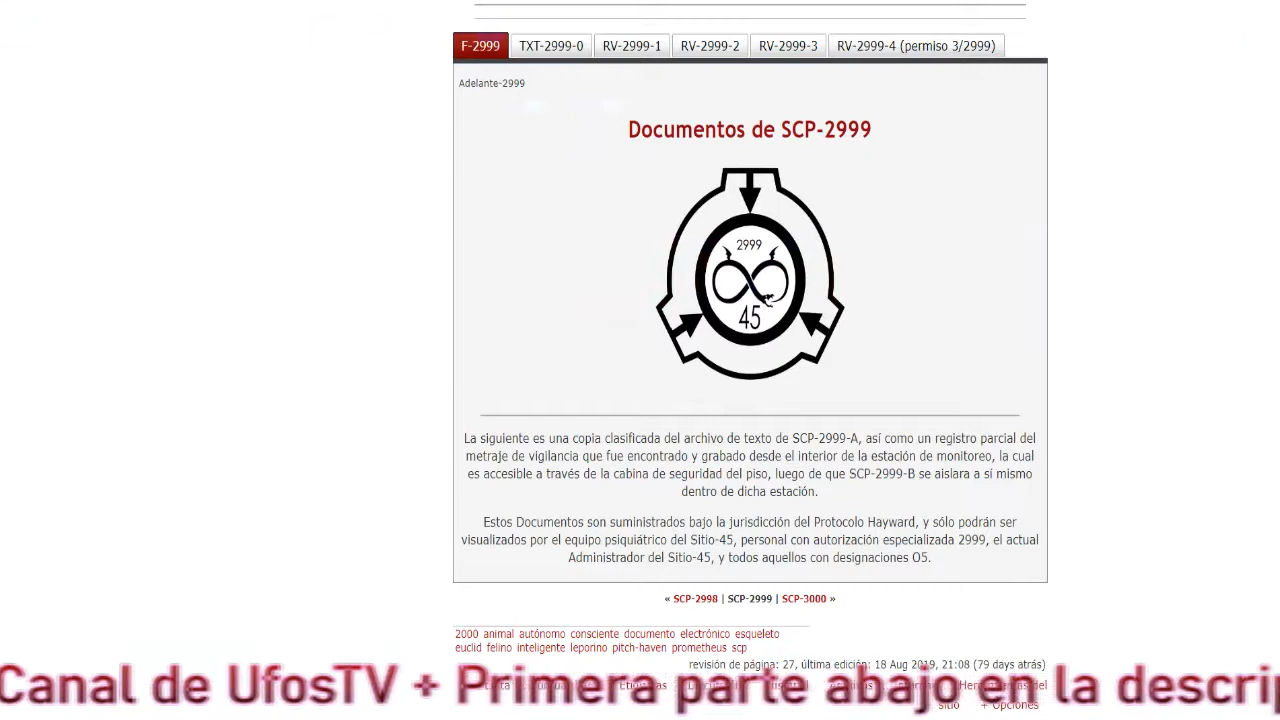 F-2999 TXT-2999-0 RV-2999-1 RV-2999-2 RV-2999-3 RV-2999-4 (permiso 3/2999)
Adelante-2999
Documentos de SCP-2999
2999
45
La siguiente es una copia clasificada del archivo de texto de SCP-2999-A, así como un registro parcial del
metraje de vigilancia que fue encontrado y grabado desde el interior de la estación de monitoreo, la cual
es accesible a través de la cabina de seguridad del piso, luego de que SCP-2999-B se aislara a sí mismo
dentro de dicha estación.
Estos Documentos son suministrados bajo la jurisdicción del Protocolo Hayward, y sólo podrán ser
visualizados por el equipo psiquiátrico del Sitio-45, personal con autorización especializada 2999, el actual
Administrador del Sitio-45, y todos aquellos con designaciones O5.
« SCP-2998 | SCP-2999 | SCP-3000 »
2000 animal autónomo consciente documento electrónico esqueleto
euclid felino inteligente leporino pitch-haven prometheus scp
revisión de página: 27, última edición: 18 Aug 2019, 21:08 (79 days atrás)
Canal de UfosTV + Primera parte abajo en la descrip
sitio + Opciones